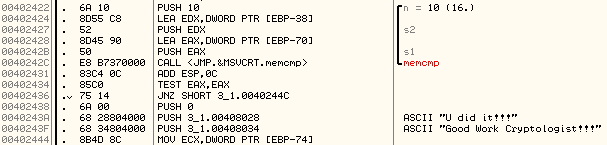 00402422 . 6A 10 PUSH 10 n = 10 (16.)
00402424 . 8D55 C8 LEA EDX,DWORD PTR [EBP-38]
00402427 . 52 PUSH EDX s2
00402428 . 8D45 90 LEA EAX,DWORD PTR [EBP-70]
0040242B . 50 PUSH EAX s1
0040242C . E8 B7370000 CALL <JMP.&MSVCRT.memcmp> memcmp
00402431 . 83C4 0C ADD ESP,0C
00402434 . 85C0 TEST EAX,EAX
00402436 . 75 14 JNZ SHORT 3_1.0040244C
00402438 . 6A 00 PUSH 0
0040243A . 68 28804000 PUSH 3_1.00408028 ASCII "U did it!!!"
0040243F . 68 34804000 PUSH 3_1.00408034 ASCII "Good Work Cryptologist!!!"
00402444 . 8B4D 8C MOV ECX,DWORD PTR [EBP-74]